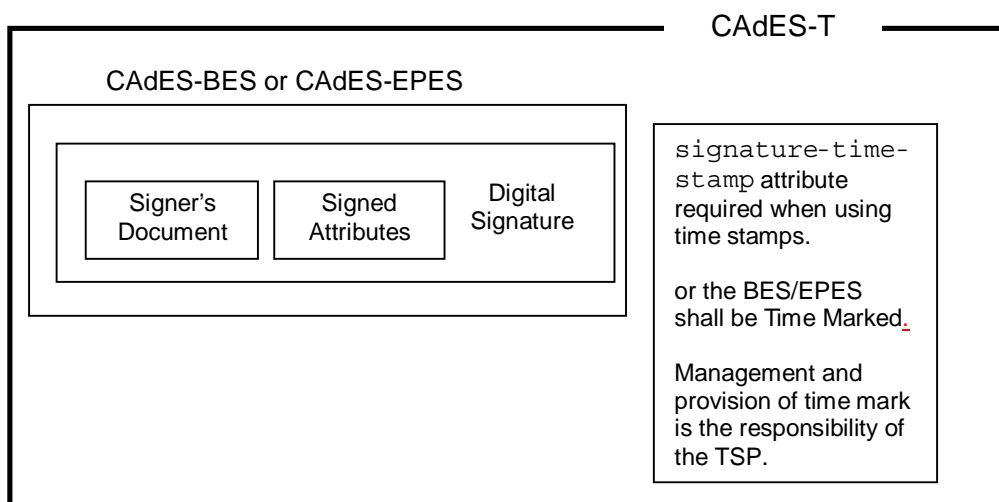 CAdES-T
CAdES-BES or CAdES-EPES
Signer’s
Document
Signed
Attributes
Digital
Signature
signature-time-
stamp attribute
required when using
time stamps.
or the BES/EPES
shall be Time Marked.
Management and
provision of time mark
is the responsibility of
the TSP.